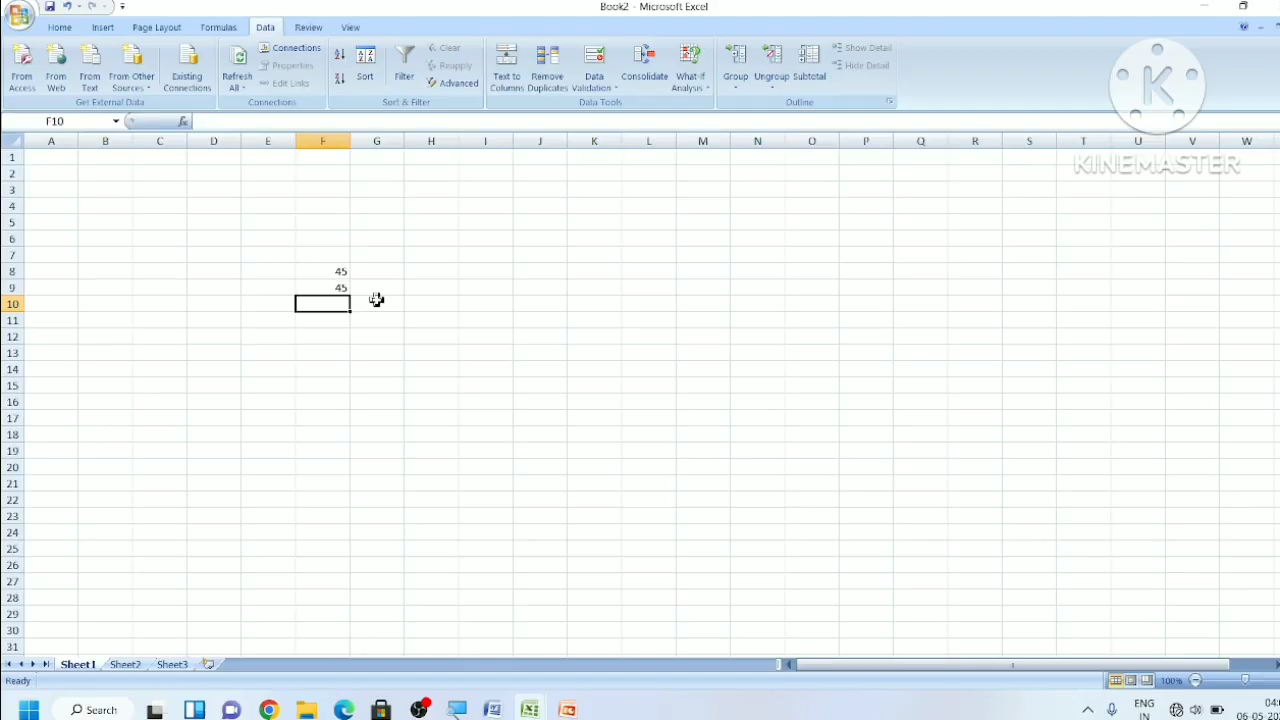 Book2 - Microsoft Excel
Home Insert Page Layout Formulas Data Review View
From Access
From Web
From Text
From Other Sources
Existing Connections
Get External Data
Refresh All
Connections
Properties
Edit Links
Connections
Sort
Filter
Clear
Reapply
Advanced
Sort & Filter
Text to Columns
Remove Duplicates
Data Validation
Consolidate
What-If Analysis
Data Tools
Group
Ungroup
Subtotal
Show Detail
Hide Detail
Outline
K
KINEMASTER
F10 fx
A B C D E F G H I J K L M N O P Q R S T U V W
1
2
3
4
5
6
7
8 45
9 45
10
11
12
13
14
15
16
17
18
19
20
21
22
23
24
25
26
27
28
29
30
31
Sheet1 Sheet2 Sheet3
Ready 100%
Search
ENG
IN